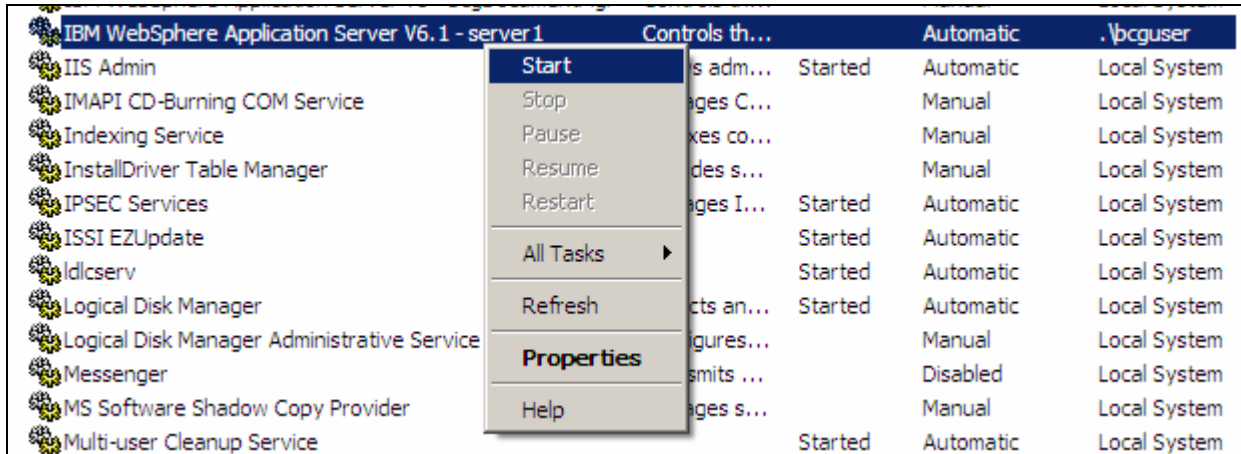 IBM WebSphere Application Server V6.1 - server1 Controls th... Automatic .\bcguser
Start
IIS Admin s adm... Started Automatic Local System
Stop
IMAPI CD-Burning COM Service ages C... Manual Local System
Pause
Indexing Service xes co... Manual Local System
Resume
InstallDriver Table Manager des s... Manual Local System
Restart
IPSEC Services ages I... Started Automatic Local System
ISSI EZUpdate Started Automatic Local System
All Tasks
ldlcserv Started Automatic Local System
Refresh
Logical Disk Manager cts an... Started Automatic Local System
Logical Disk Manager Administrative Service igures... Manual Local System
Properties
Messenger smits ... Disabled Local System
MS Software Shadow Copy Provider ages s... Manual Local System
Help
Multi-user Cleanup Service Started Automatic Local System